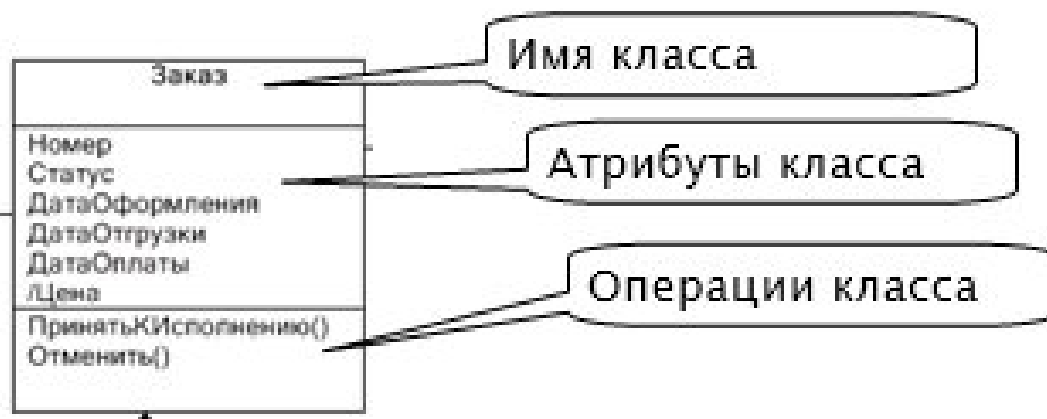 Заказ
Имя класса
Номер
Статус
ДатаОформления
ДатаОтгрузки
ДатаОплаты
/Цена
Атрибуты класса
ПринятьКИсполнению()
Отменить()
Операции класса